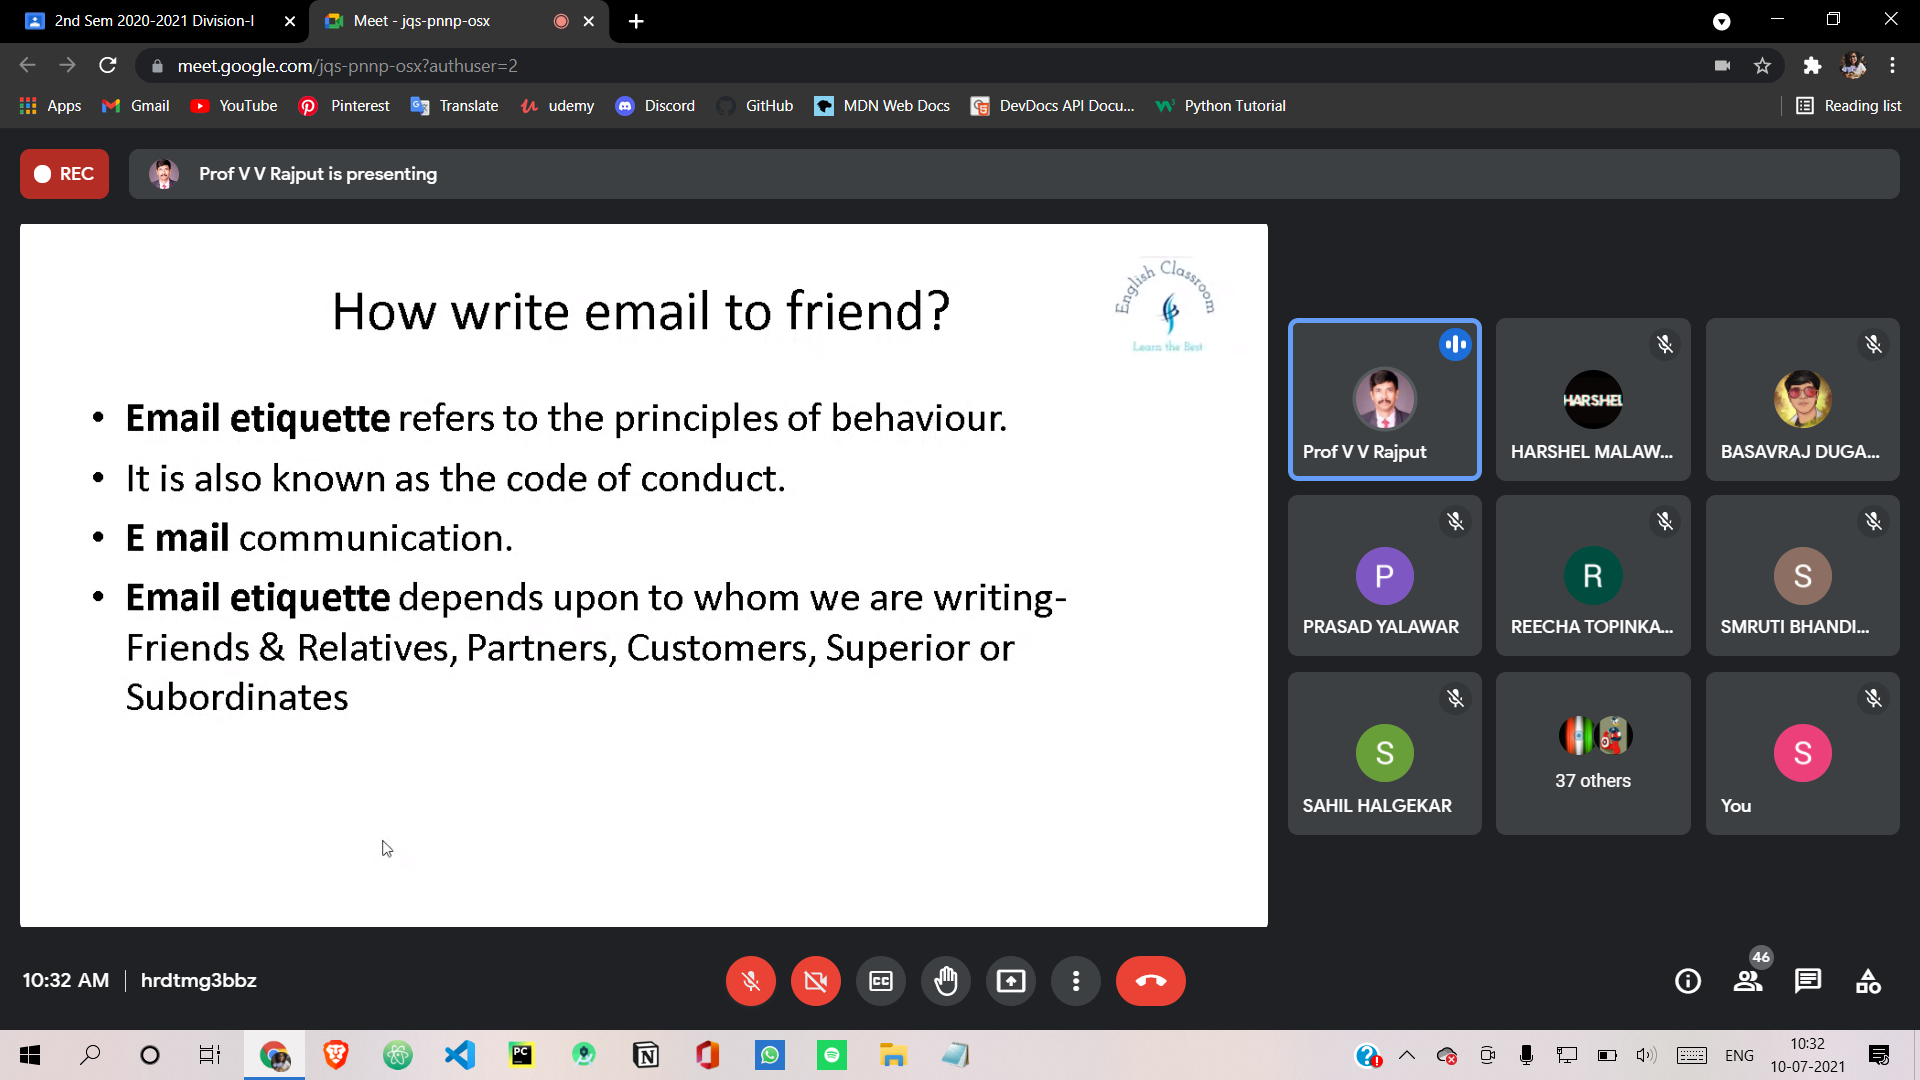 2nd Sem 2020-2021 Division-I
Meet - jqs-pnnp-osx
meet.google.com/jqs-pnnp-osx?authuser=2
Apps Gmail YouTube Pinterest Translate udemy Discord GitHub MDN Web Docs DevDocs API Docu... Python Tutorial Reading list
REC
Prof V V Rajput is presenting
How write email to friend?
English Classroom
Learn the Best
• Email etiquette refers to the principles of behaviour.
• It is also known as the code of conduct.
• E mail communication.
• Email etiquette depends upon to whom we are writing-
Friends & Relatives, Partners, Customers, Superior or
Subordinates
Prof V V Rajput
HARSHEL
HARSHEL MALAW...
BASAVRAJ DUGA...
P
PRASAD YALAWAR
R
REECHA TOPINKA...
S
SMRUTI BHANDI...
S
SAHIL HALGEKAR
37 others
S
You
10:32 AM | hrdtmg3bbz
CC
46
PC
N
ENG
10:32
10-07-2021